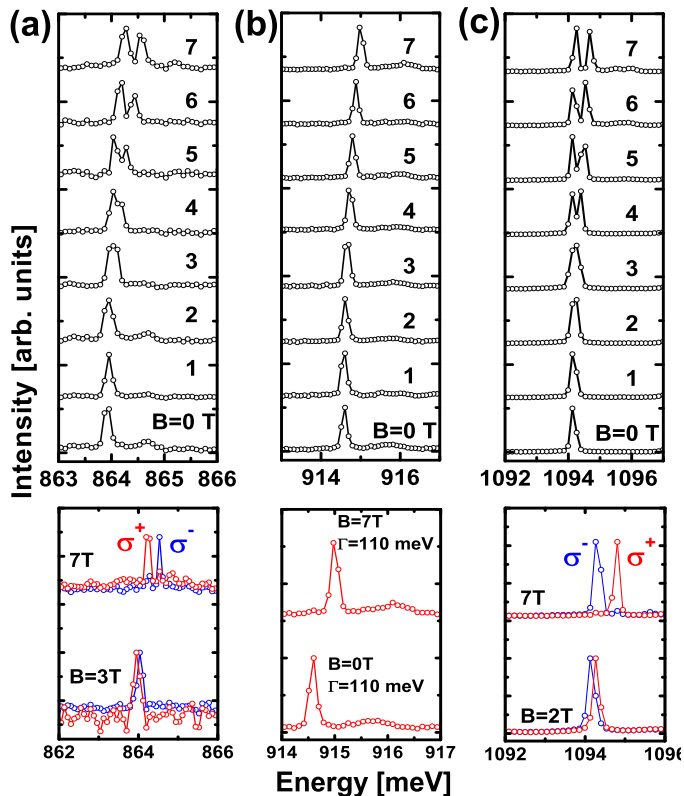 (a) (b) (c)
7 7 7
6 6 6
5 5 5
4 4 4
3 3 3
2 2 2
1 1 1
B=0 T B=0 T B=0 T
863 864 865 866 914 916 1092 1094 1096
Intensity [arb. units]
σ+ σ-
7T
B=3T
862 864 866
B=7T
Γ=110 meV
B=0T
Γ=110 meV
914 915 916 917
σ- σ+
7T
B=2T
1092 1094 1096
Energy [meV]